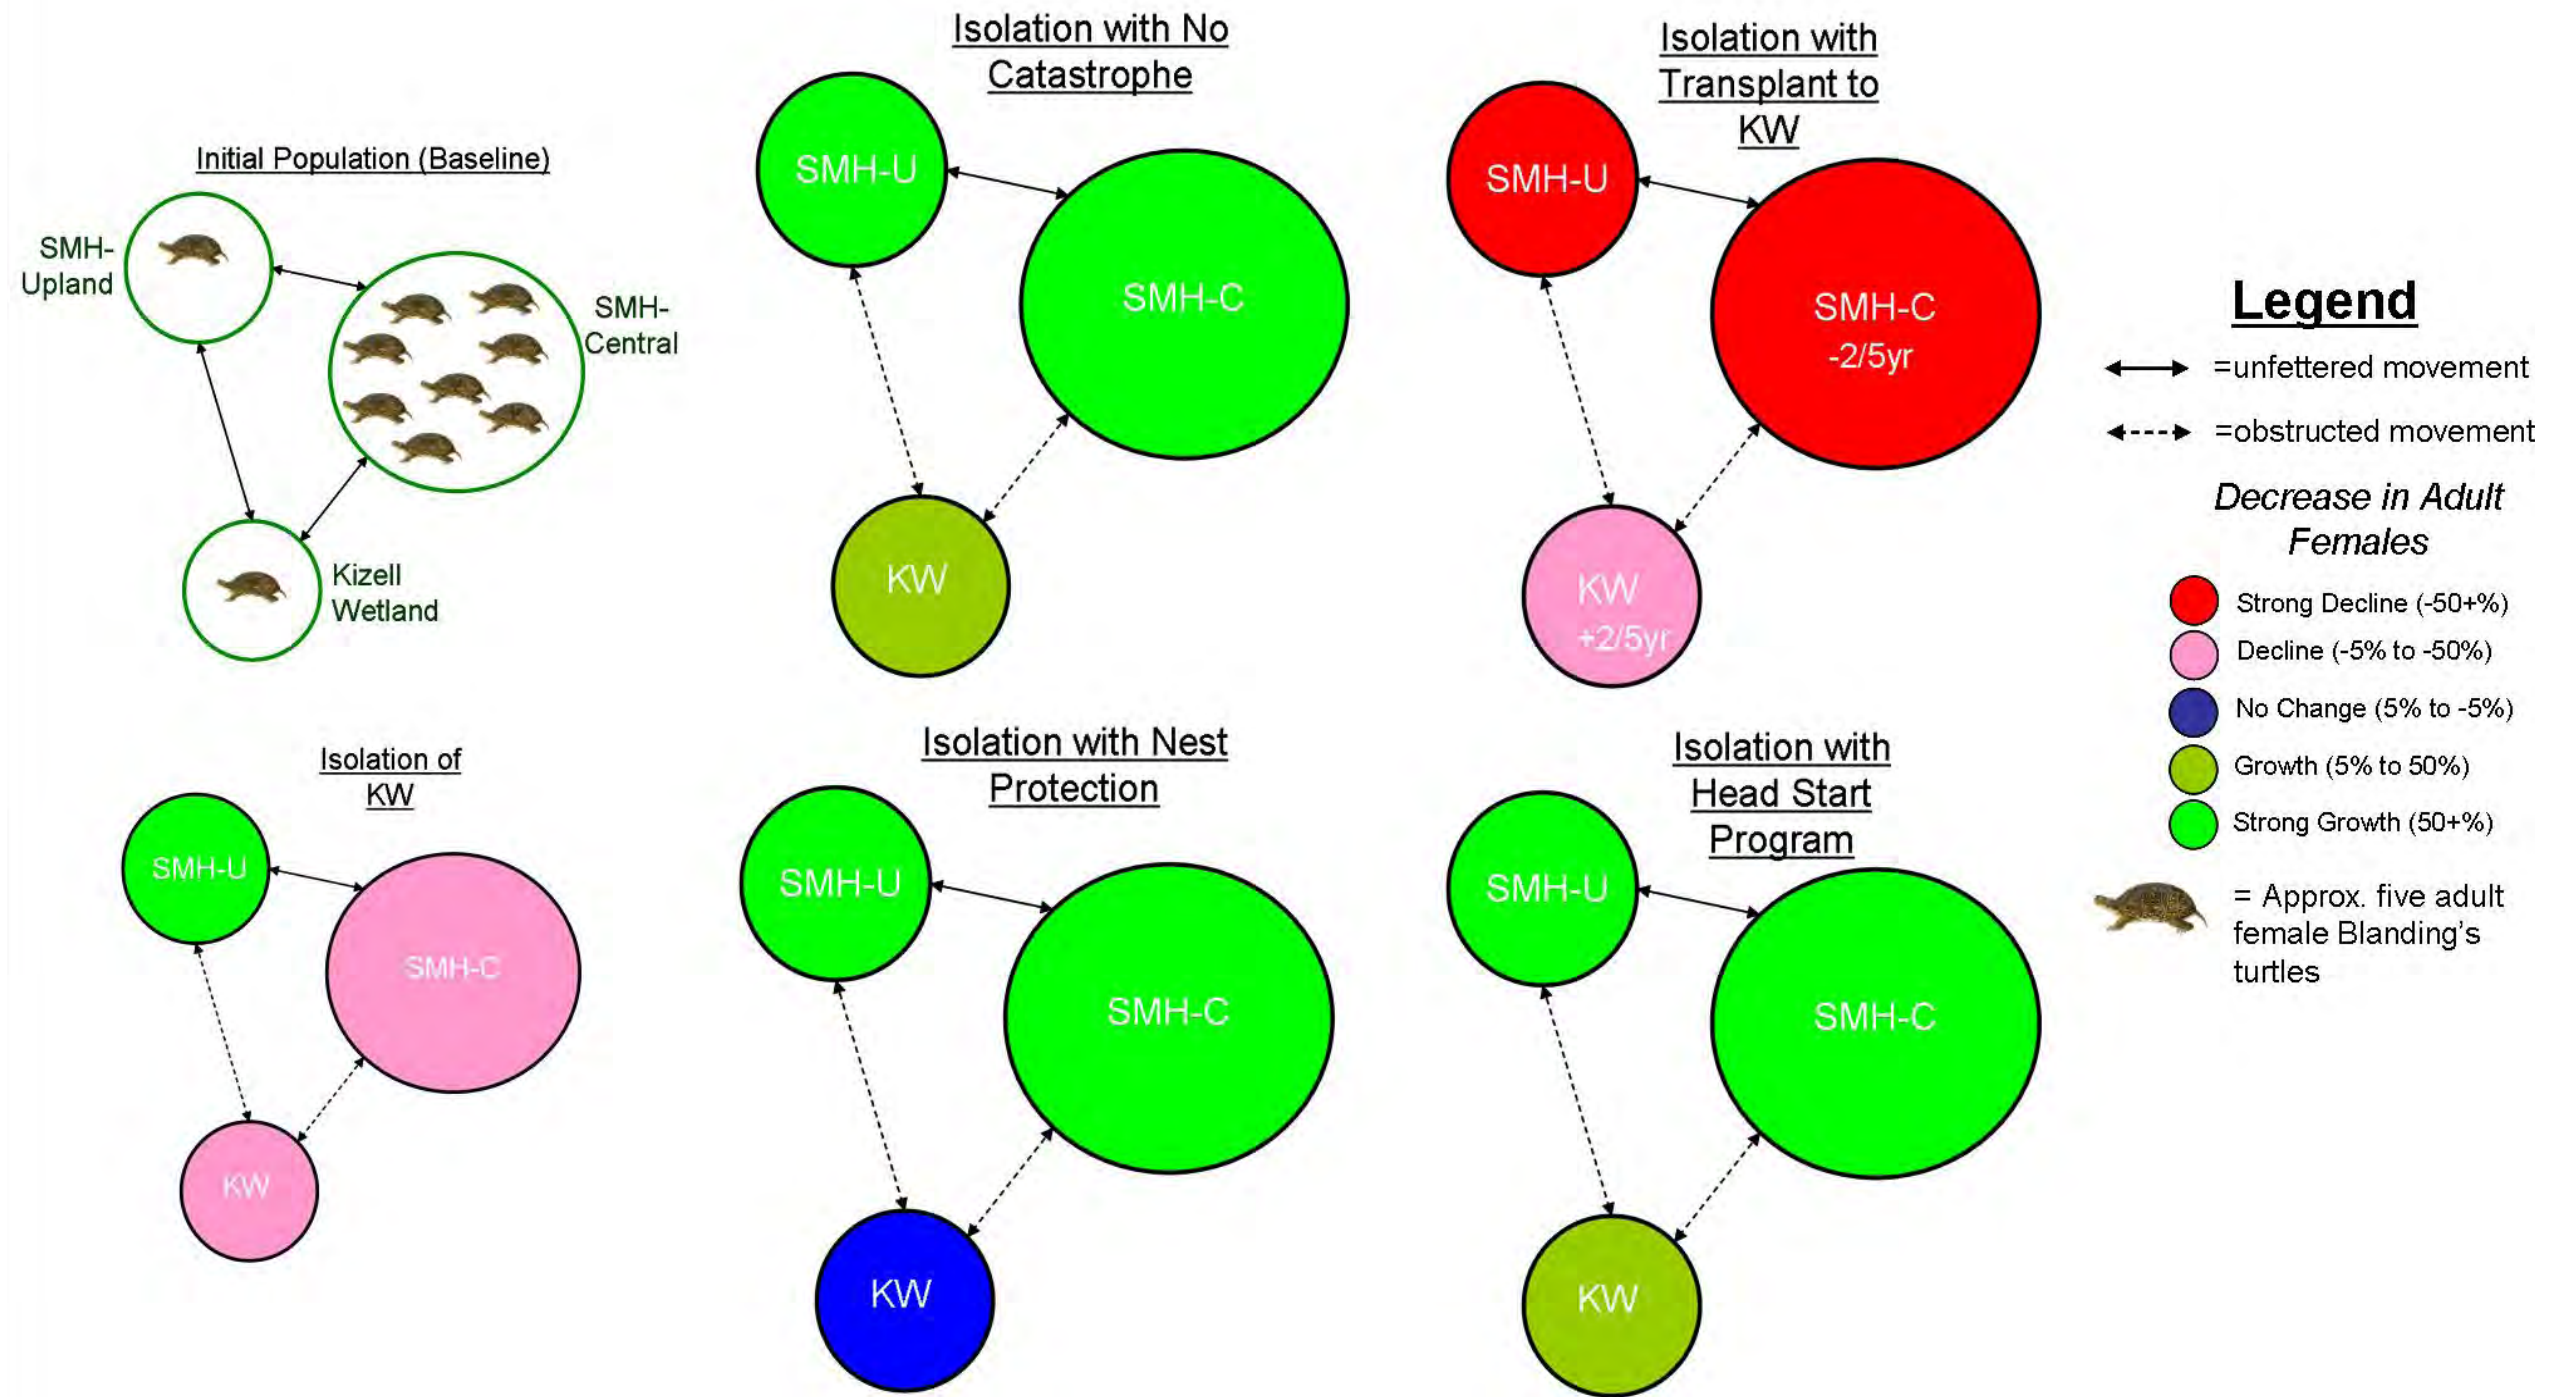 Initial Population (Baseline)
SMH-
Upland
SMH-
Central
Kizell
Wetland
Isolation with No
Catastrophe
SMH-U
SMH-C
KW
Isolation with
Transplant to
KW
SMH-U
SMH-C
-2/5yr
KW
+2/5yr
Isolation of
KW
SMH-U
SMH-C
KW
Isolation with Nest
Protection
SMH-U
SMH-C
KW
Isolation with
Head Start
Program
SMH-U
SMH-C
KW
Legend
=unfettered movement
=obstructed movement
Decrease in Adult
Females
Strong Decline (-50+%)
Decline (-5% to -50%)
No Change (5% to -5%)
Growth (5% to 50%)
Strong Growth (50+%)
= Approx. five adult
female Blanding's
turtles